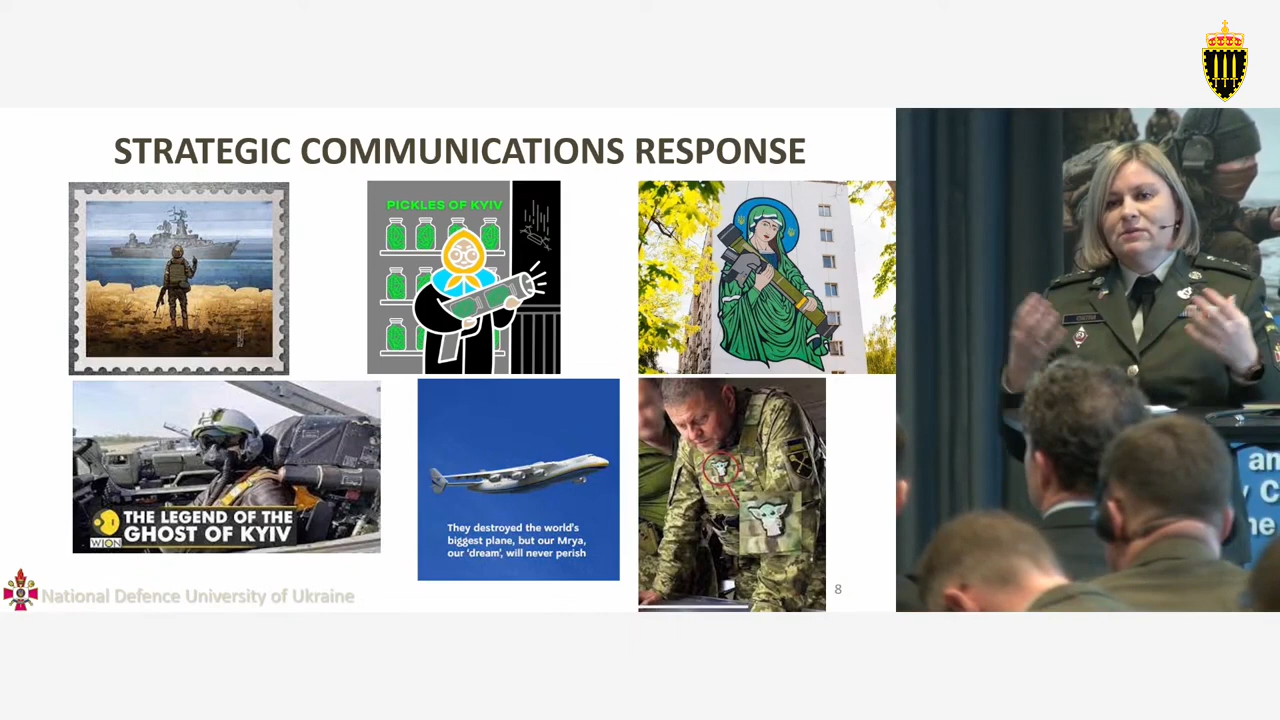 STRATEGIC COMMUNICATIONS RESPONSE
PICKLES OF KYIV
THE LEGEND OF THE
GHOST OF KYIV
WION
They destroyed the world's
biggest plane, but our Mrya,
our 'dream', will never perish
National Defence University of Ukraine
8
an